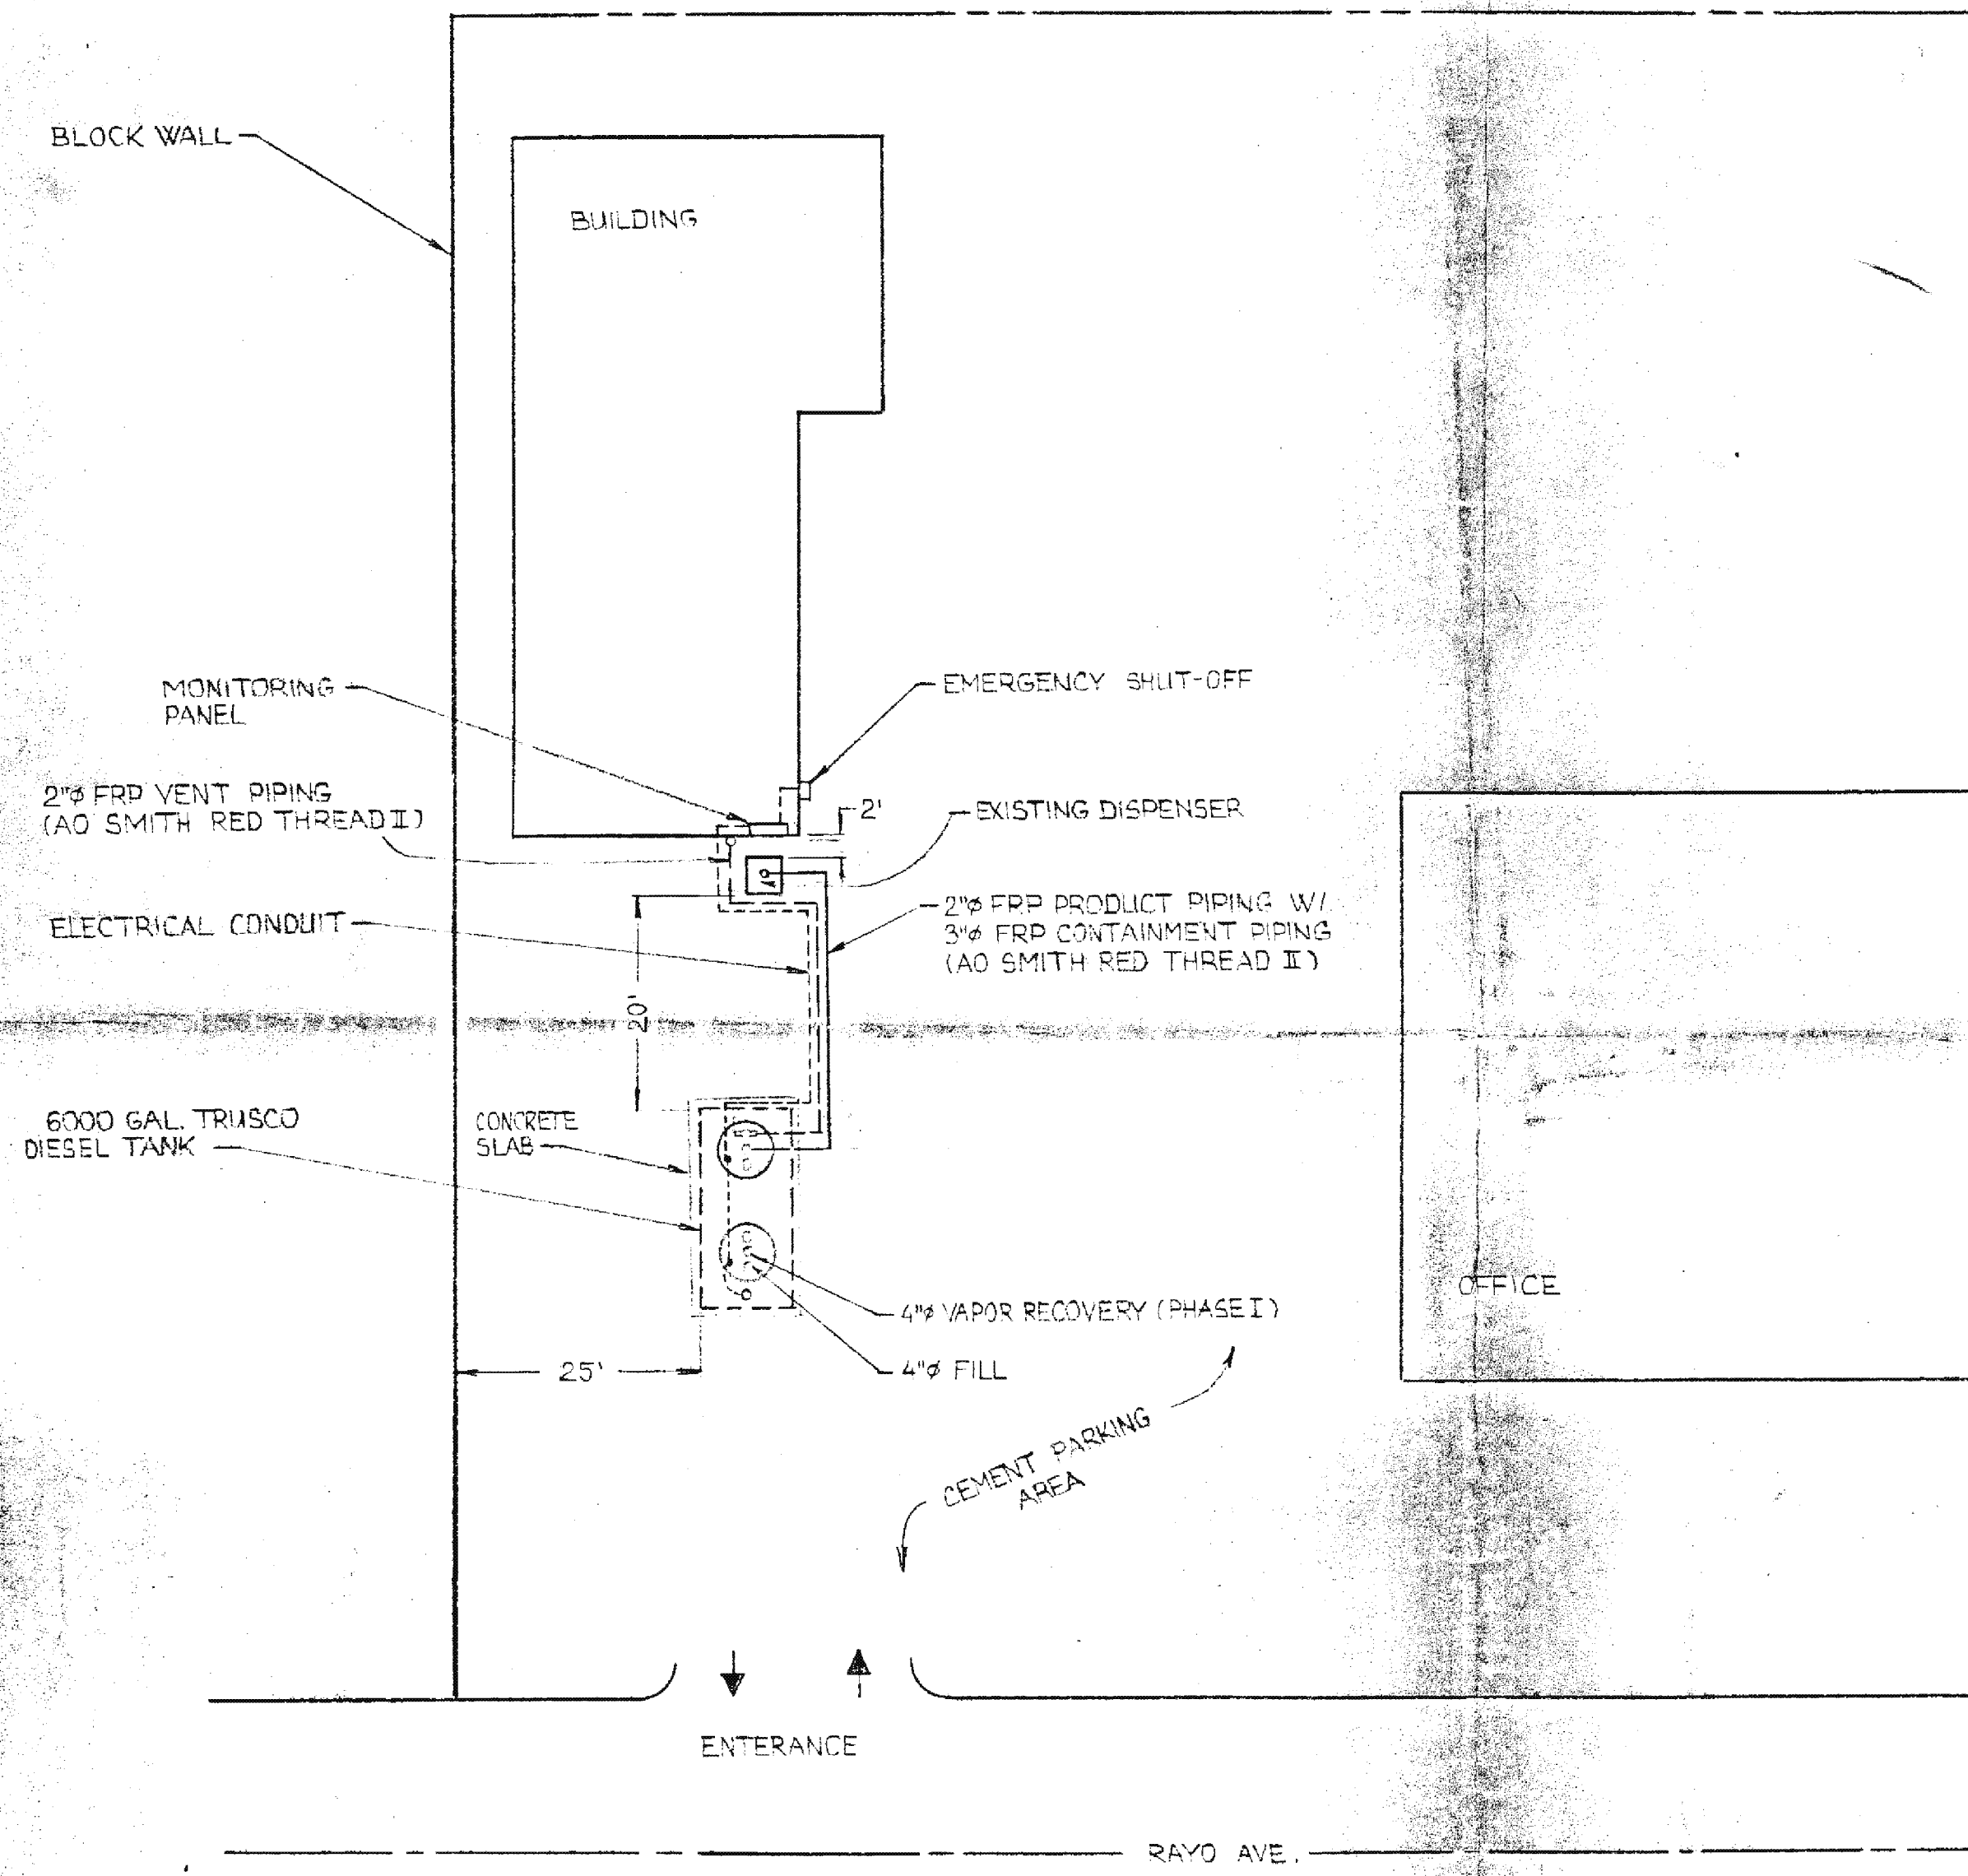 BLOCK WALL
BUILDING
MONITORING
PANEL
EMERGENCY SHUT-OFF
2"ø FRP VENT PIPING
(AO SMITH RED THREAD II)
2'
EXISTING DISPENSER
ELECTRICAL CONDUIT
2"ø FRP PRODUCT PIPING W/
3"ø FRP CONTAINMENT PIPING
(AO SMITH RED THREAD II)
20'
6000 GAL. TRUSCO
DIESEL TANK
CONCRETE
SLAB
OFFICE
4"ø VAPOR RECOVERY (PHASE I)
25'
4"ø FILL
CEMENT PARKING
AREA
ENTERANCE
RAYO AVE.